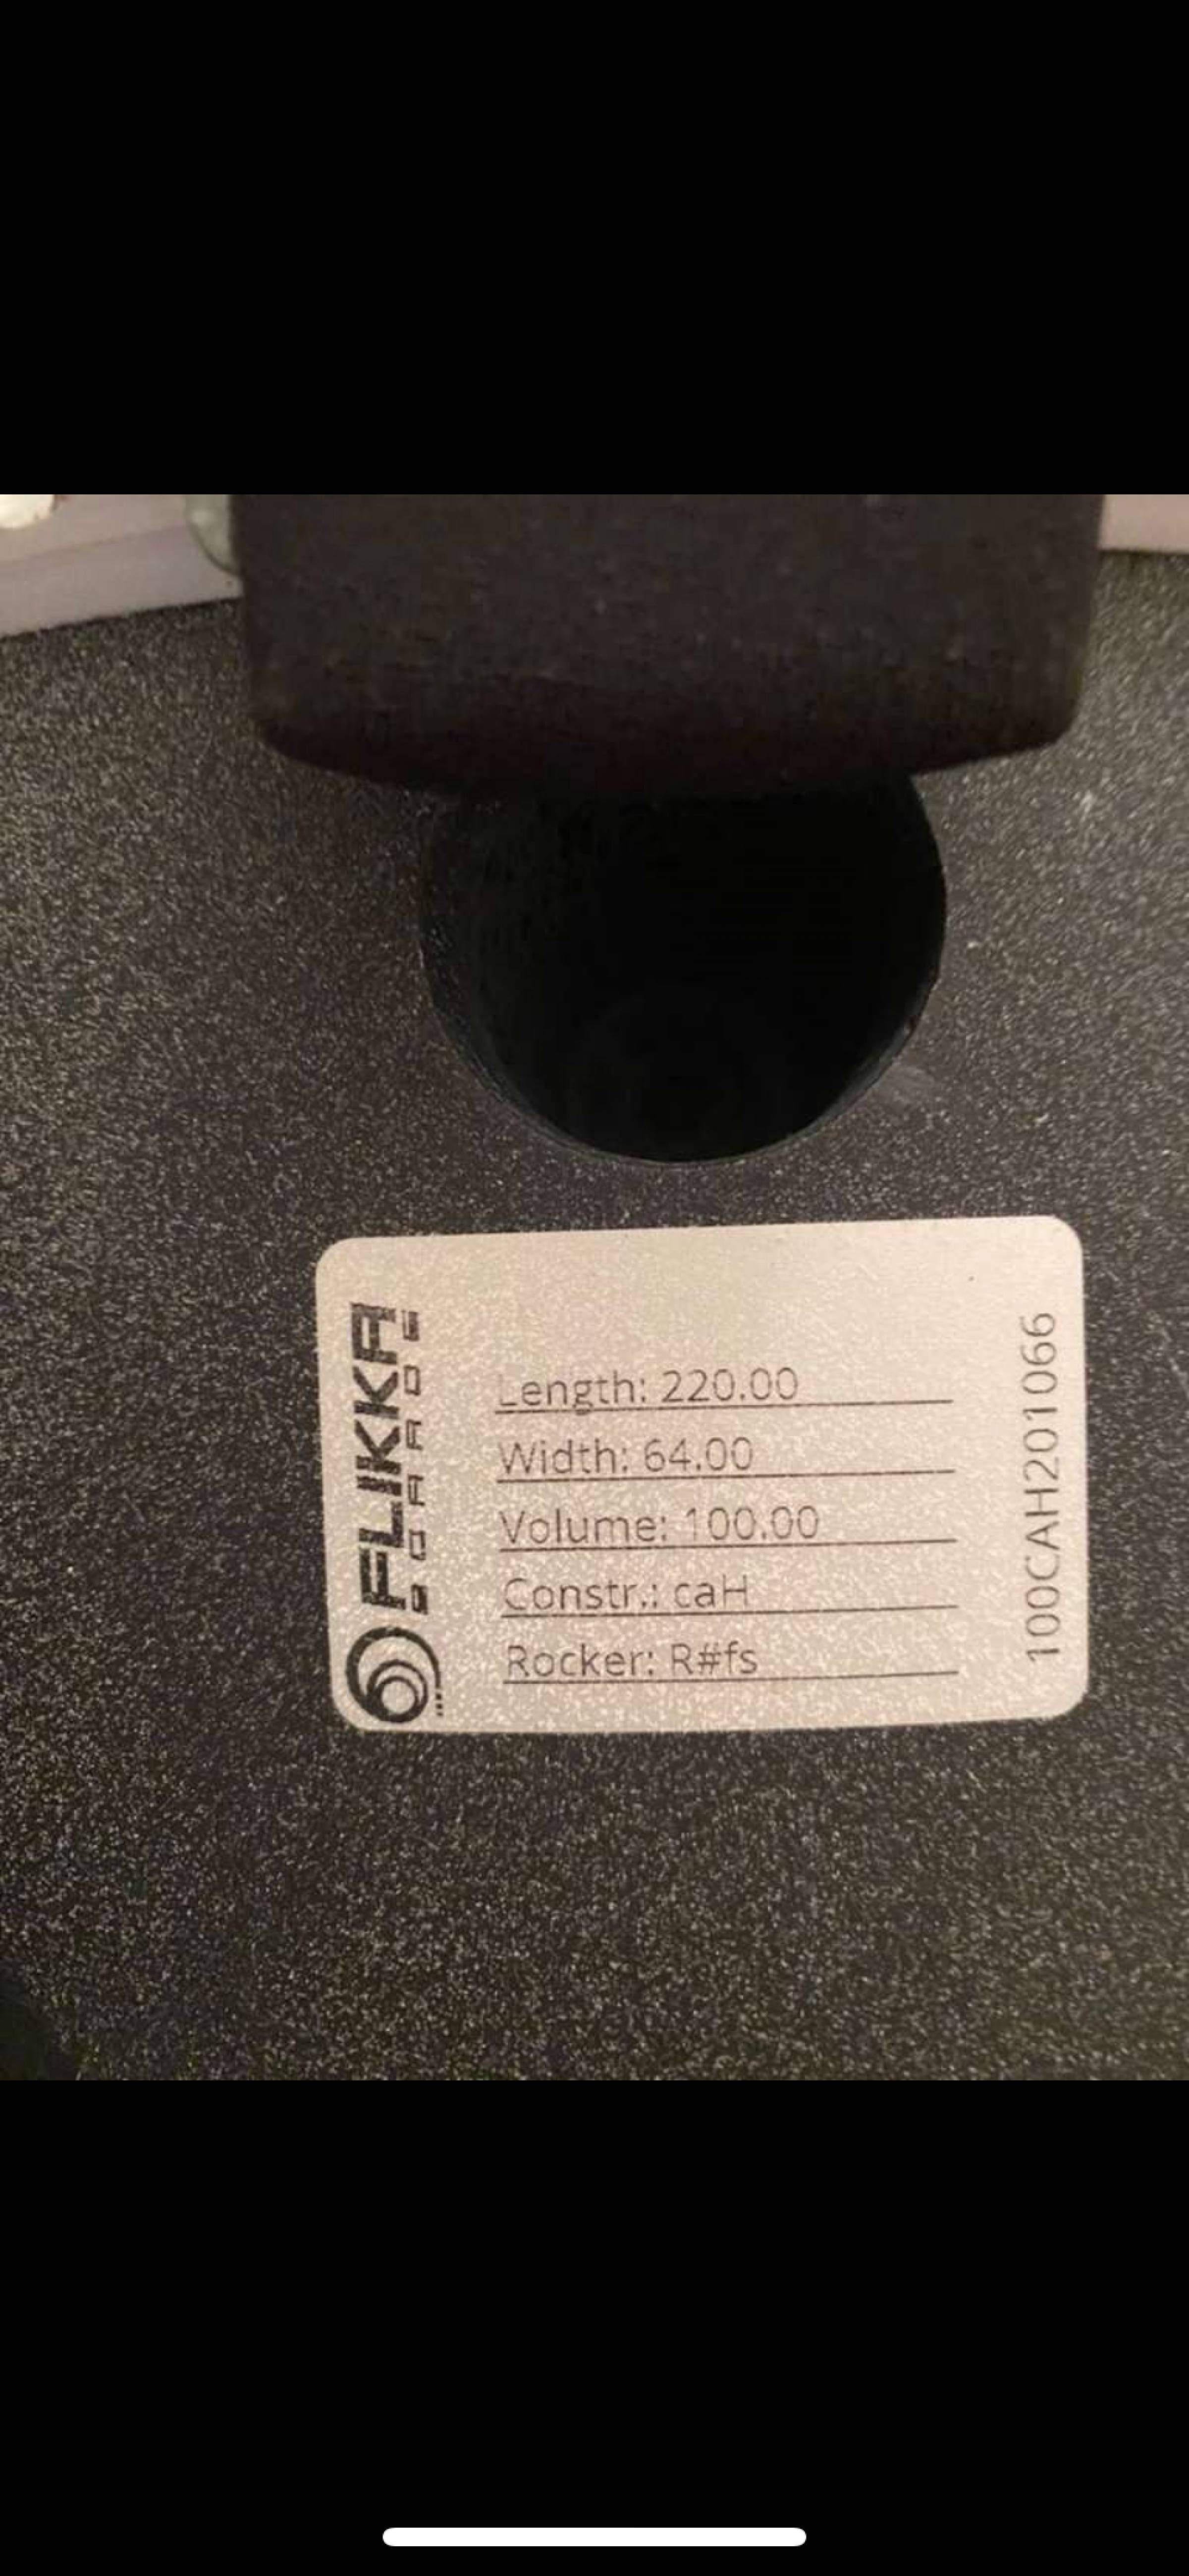 FLIKKA
BOARDS
Length: 220.00
Width: 64.00
Volume: 100.00
Constr.: caH
Rocker: R#fs
100CAH201066